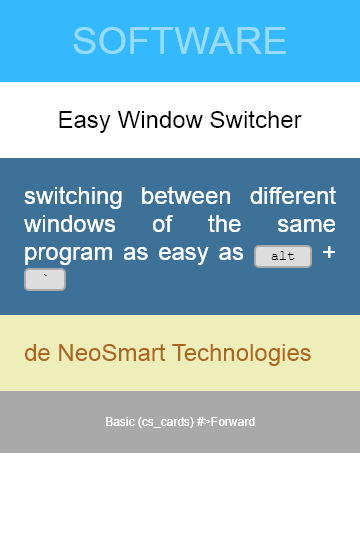 SOFTWARE
Easy Window Switcher
switching between different
windows of the same
program as easy as alt +
`
de NeoSmart Technologies
Basic (cs_cards) #>Forward